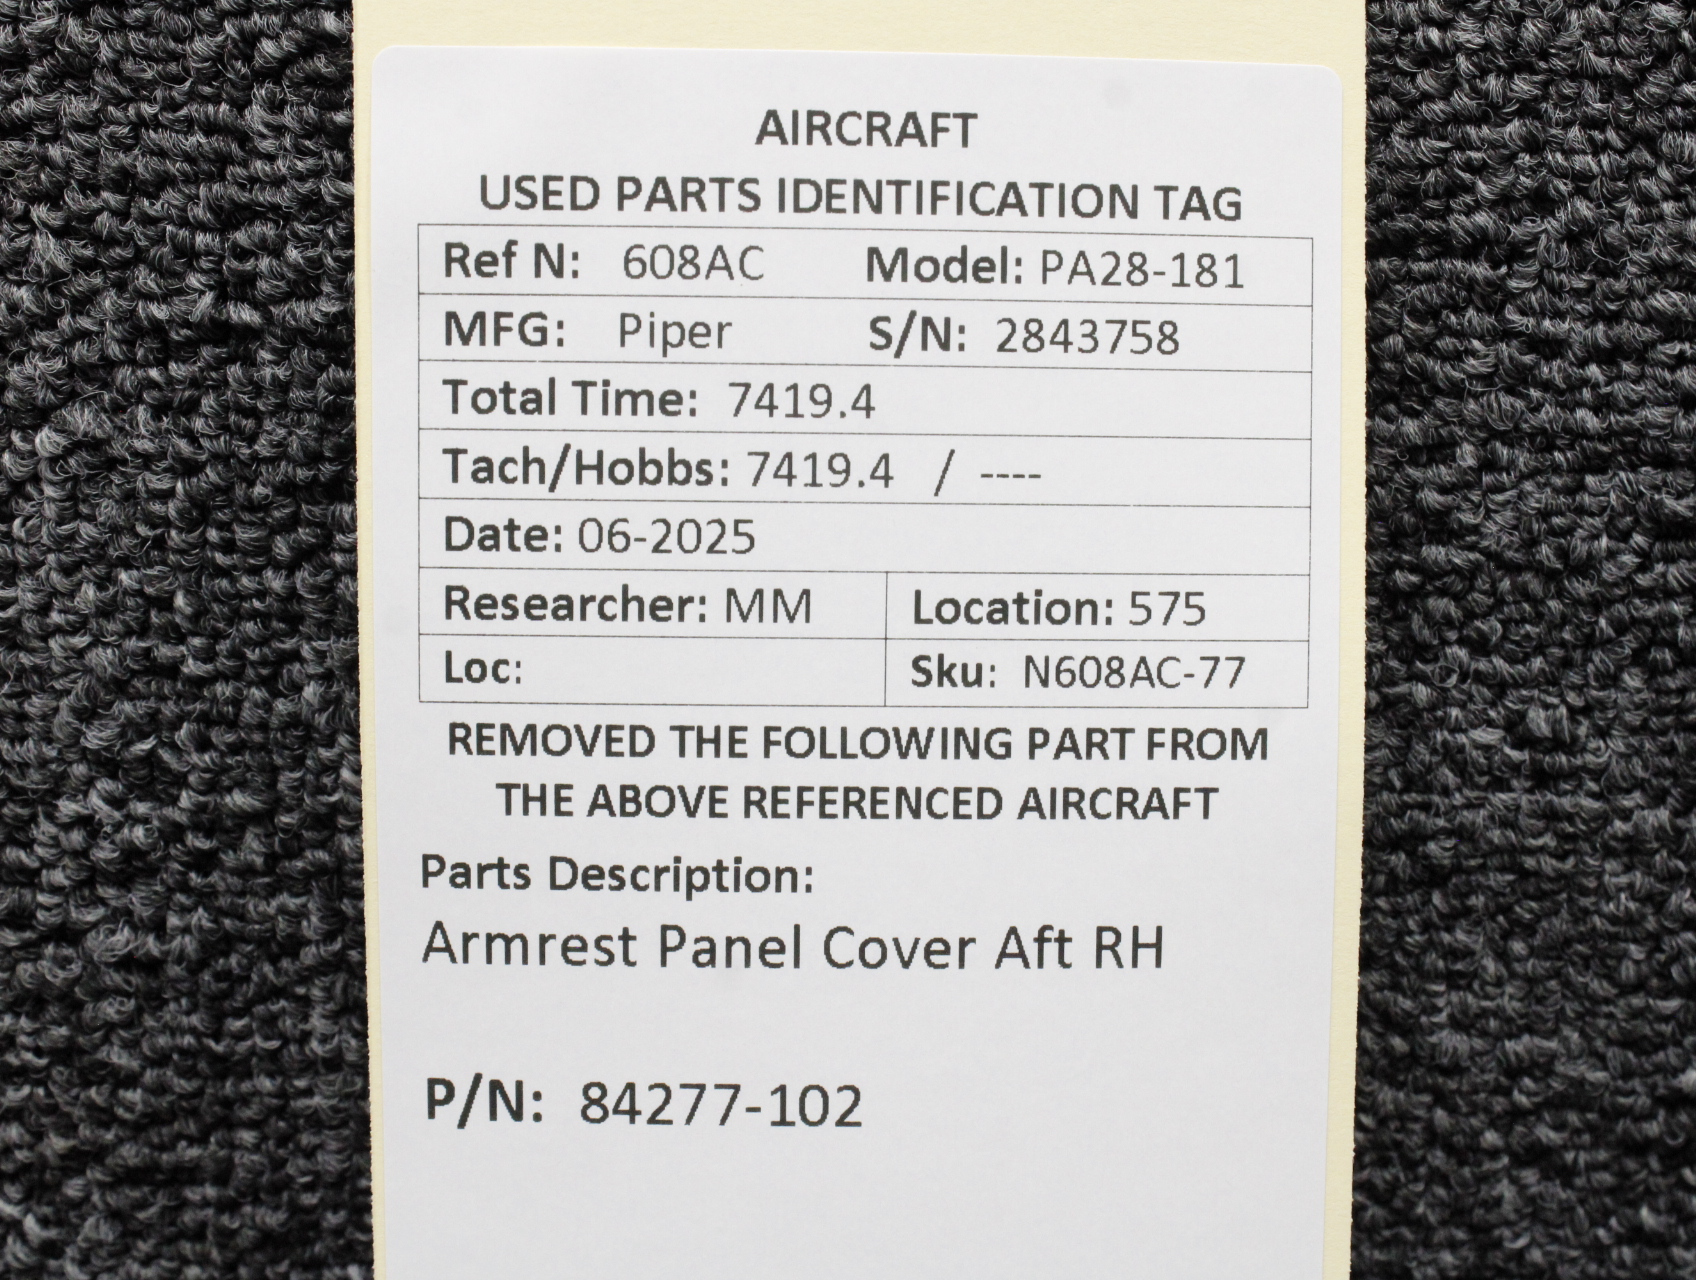 AIRCRAFT
USED PARTS IDENTIFICATION TAG
Ref N: 608AC Model: PA28-181
MFG: Piper S/N: 2843758
Total Time: 7419.4
Tach/Hobbs: 7419.4 / ----
Date: 06-2025
Researcher: MM Location: 575
Loc: Sku: N608AC-77
REMOVED THE FOLLOWING PART FROM
THE ABOVE REFERENCED AIRCRAFT
Parts Description:
Armrest Panel Cover Aft RH
P/N: 84277-102